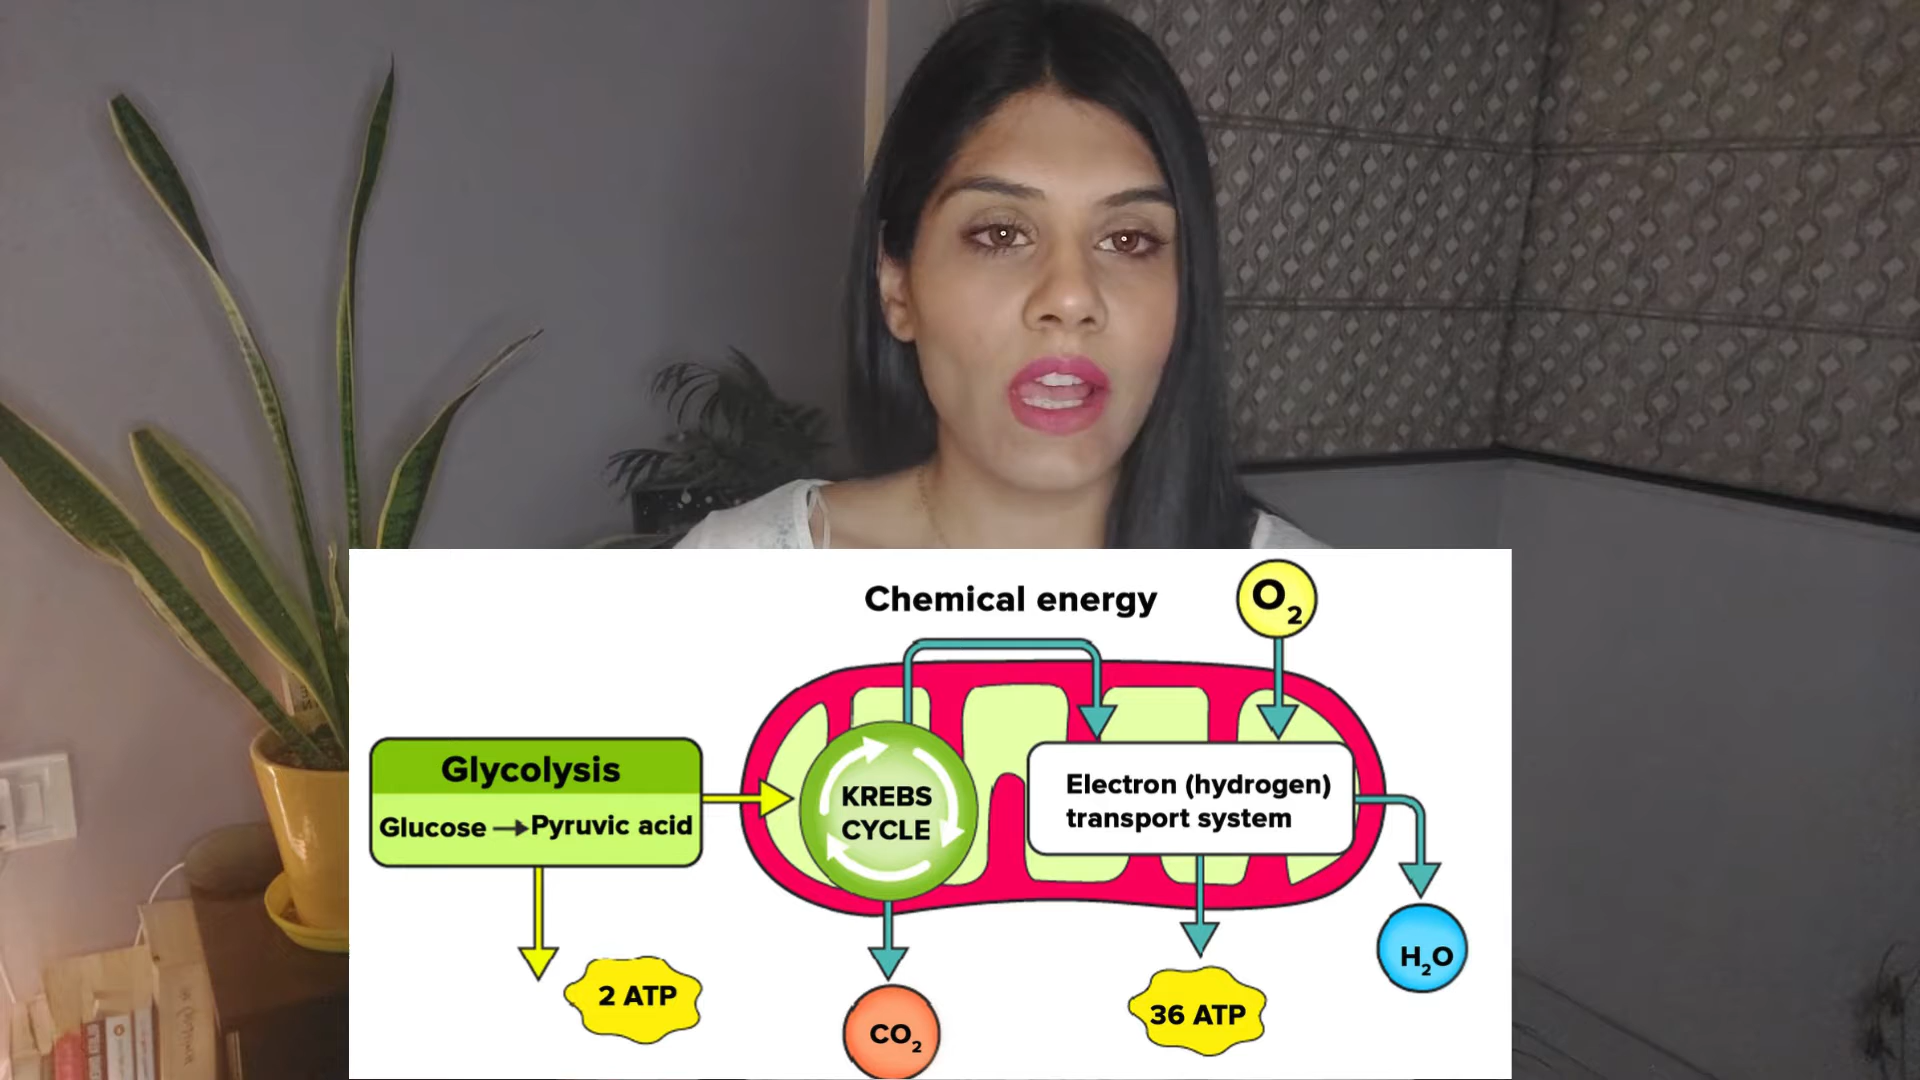 Chemical energy
O2
Glycolysis
Glucose → Pyruvic acid
KREBS
CYCLE
Electron (hydrogen)
transport system
2 ATP
CO2
36 ATP
H2O